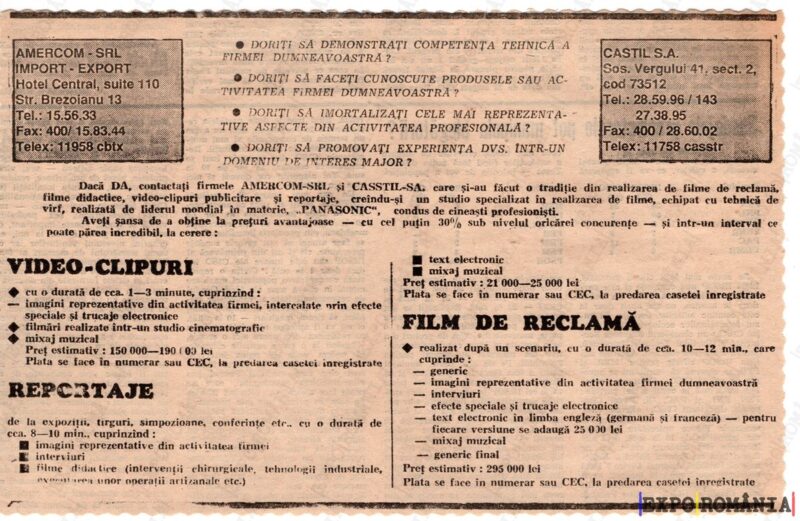 AMERCOM - SRL
IMPORT - EXPORT
Hotel Central, suite 110
Str. Brezoianu 13
Tel.: 15.56.33
Fax: 400/ 15.83.44
Telex: 11958 cbtx
● DORIȚI SĂ DEMONSTRAȚI COMPETENȚA TEHNICĂ A
FIRMEI DUMNEAVOASTRĂ ?
● DORIȚI SĂ FACEȚI CUNOSCUTE PRODUSELE SAU AC-
TIVITATEA FIRMEI DUMNEAVOASTRĂ ?
● DORIȚI SĂ IMORTALIZAȚI CELE MAI REPREZENTA-
TIVE ASPECTE DIN ACTIVITATEA PROFESIONALĂ ?
● DORIȚI SĂ PROMOVAȚI EXPERIENȚA DVS. ÎNTR-UN
DOMENIU DE INTERES MAJOR ?
CASTIL S.A.
Sos. Vergului 41, sect. 2,
cod 73512
Tel.: 28.59.96 / 143
27.38.95
Fax: 400 / 28.60.02
Telex: 11758 casstr
Dacă DA, contactați firmele AMERCOM-SRL și CASSTIL-SA, care și-au făcut o tradiție din realizarea de filme de reclamă,
filme didactice, video-clipuri publicitare și reportaje, creîndu-și un studio specializat în realizarea de filme, echipat cu tehnică de
vîrf, realizată de liderul mondial în materie, „PANASONIC“, condus de cineaști profesioniști.
Aveți șansa de a obține la prețuri avantajoase — cu cel puțin 30% sub nivelul oricărei concurențe — și într-un interval ce
poate părea incredibil, la cerere :
VIDEO-CLIPURI
◆ cu o durată de cca. 1—3 minute, cuprinzînd :
— imagini reprezentative din activitatea firmei, intercalate prin efecte
speciale și trucaje electronice
◆ filmări realizate într-un studio cinematografic
◆ mixaj muzical
Preț estimativ : 150 000—190 000 lei
Plata se face în numerar sau CEC, la predarea casetei înregistrate
REPORTAJE
de la expoziții, tîrguri, simpozioane, conferințe etc., cu o durată de
cca. 8—10 min., cuprinzînd :
■ imagini reprezentative din activitatea firmei
■ interviuri
■ filme didactice (intervenții chirurgicale, tehnologii industriale,
executarea unor operații artizanale etc.)
■ text electronic
■ mixaj muzical
Preț estimativ : 21 000—25 000 lei
Plata se face în numerar sau CEC, la predarea casetei înregistrate
FILM DE RECLAMĂ
◆ realizat după un scenariu, cu o durată de cca. 10—12 min., care
cuprinde :
— generic
— imagini reprezentative din activitatea firmei dumneavoastră
— interviuri
— efecte speciale și trucaje electronice
— text electronic în limba engleză (germană și franceză) — pentru
fiecare versiune se adaugă 25 000 lei
— mixaj muzical
— generic final
Preț estimativ : 295 000 lei
Plata se face în numerar sau CEC, la predarea casetei înregistrate
EXPO ROMÂNIA